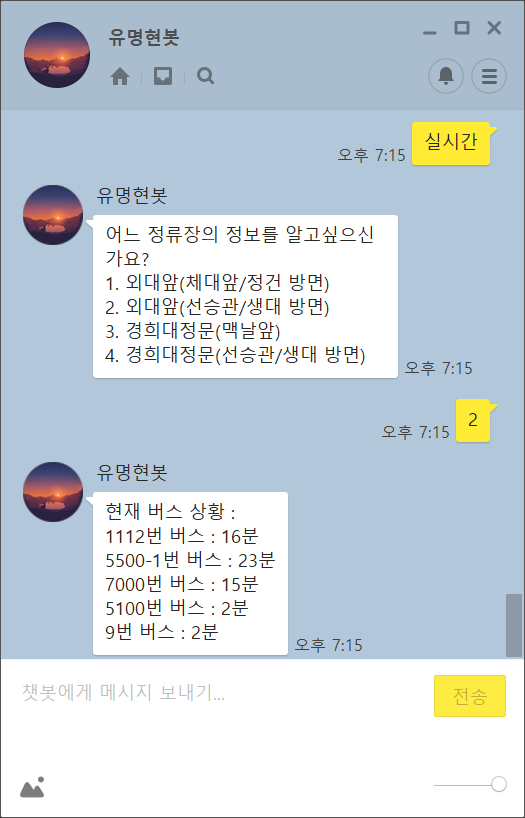 유명현봇
실시간
오후 7:15
유명현봇
어느 정류장의 정보를 알고싶으신
가요?
1. 외대앞(체대앞/정건 방면)
2. 외대앞(선승관/생대 방면)
3. 경희대정문(맥날앞)
4. 경희대정문(선승관/생대 방면)
오후 7:15
2
오후 7:15
유명현봇
현재 버스 상황 :
1112번 버스 : 16분
5500-1번 버스 : 23분
7000번 버스 : 15분
5100번 버스 : 2분
9번 버스 : 2분
오후 7:15
챗봇에게 메시지 보내기...
전송